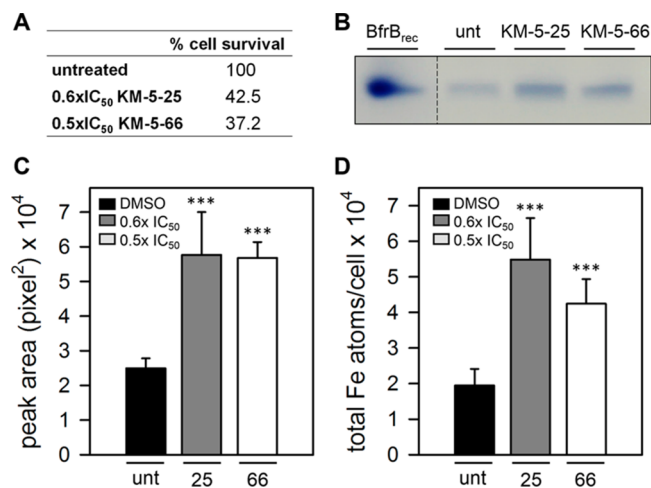 A
% cell survival
untreated 100
0.6xIC50 KM-5-25 42.5
0.5xIC50 KM-5-66 37.2
B
BfrBrec unt KM-5-25 KM-5-66
C
peak area (pixel2) x 104
7
6
5
4
3
2
1
0
DMSO
0.6x IC50
0.5x IC50
***
***
unt 25 66
D
total Fe atoms/cell x 104
7
6
5
4
3
2
1
0
DMSO
0.6x IC50
0.5x IC50
***
***
unt 25 66